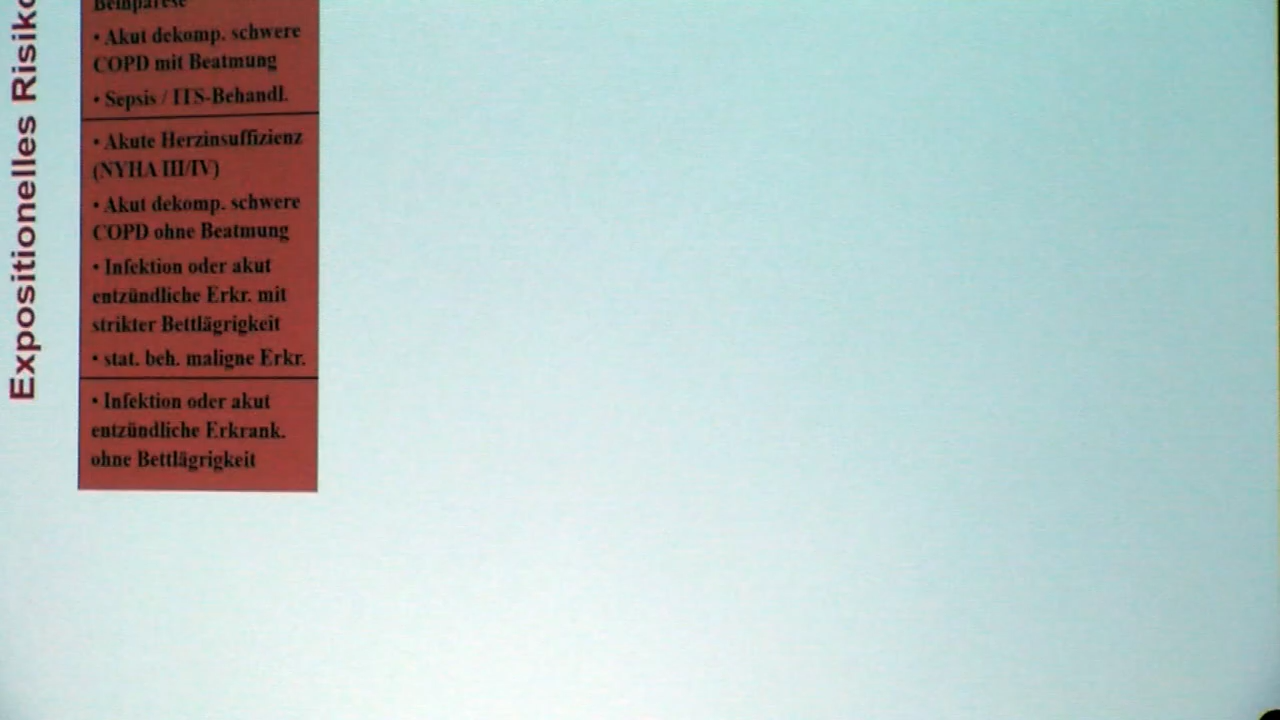 Expositionelles Risiko
Beinparese
• Akut dekomp. schwere
COPD mit Beatmung
• Sepsis / ITS-Behandl.
• Akute Herzinsuffizienz
(NYHA III/IV)
• Akut dekomp. schwere
COPD ohne Beatmung
• Infektion oder akut
entzündliche Erkr. mit
strikter Bettlägrigkeit
• stat. beh. maligne Erkr.
• Infektion oder akut
entzündliche Erkrank.
ohne Bettlägrigkeit